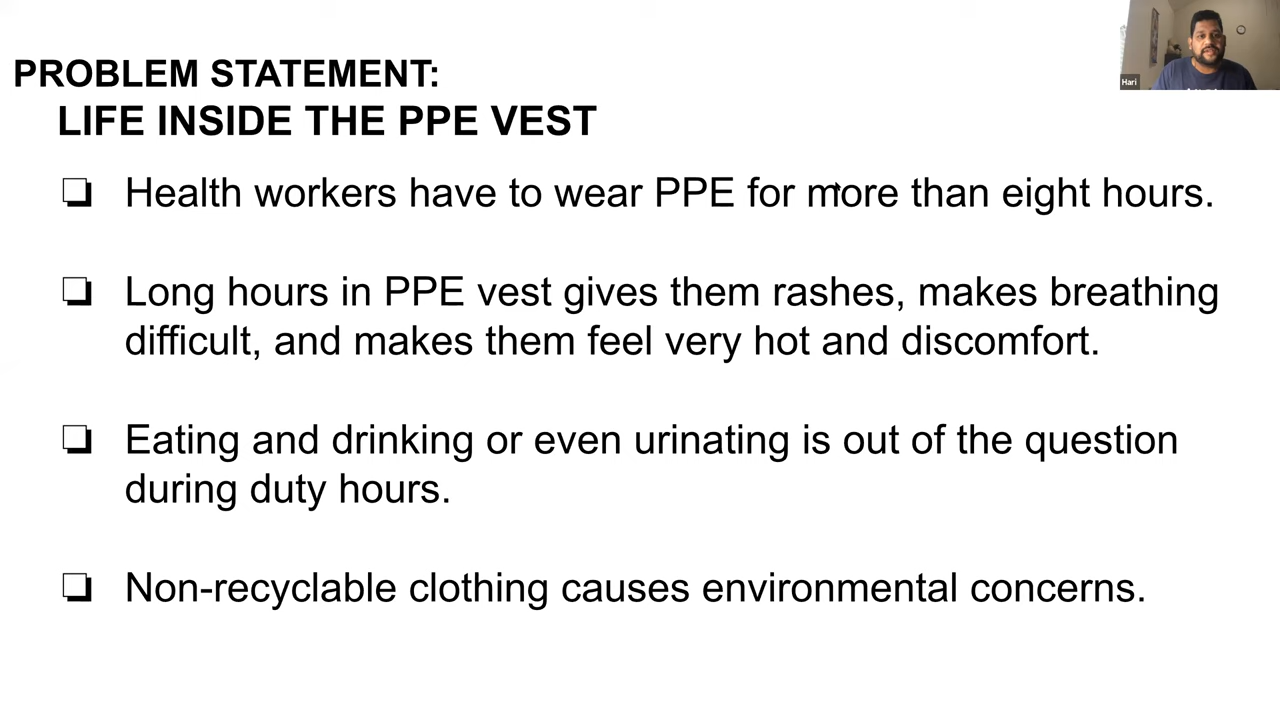 PROBLEM STATEMENT:
LIFE INSIDE THE PPE VEST
Health workers have to wear PPE for more than eight hours.
Long hours in PPE vest gives them rashes, makes breathing
difficult, and makes them feel very hot and discomfort.
Eating and drinking or even urinating is out of the question
during duty hours.
Non-recyclable clothing causes environmental concerns.
Hari